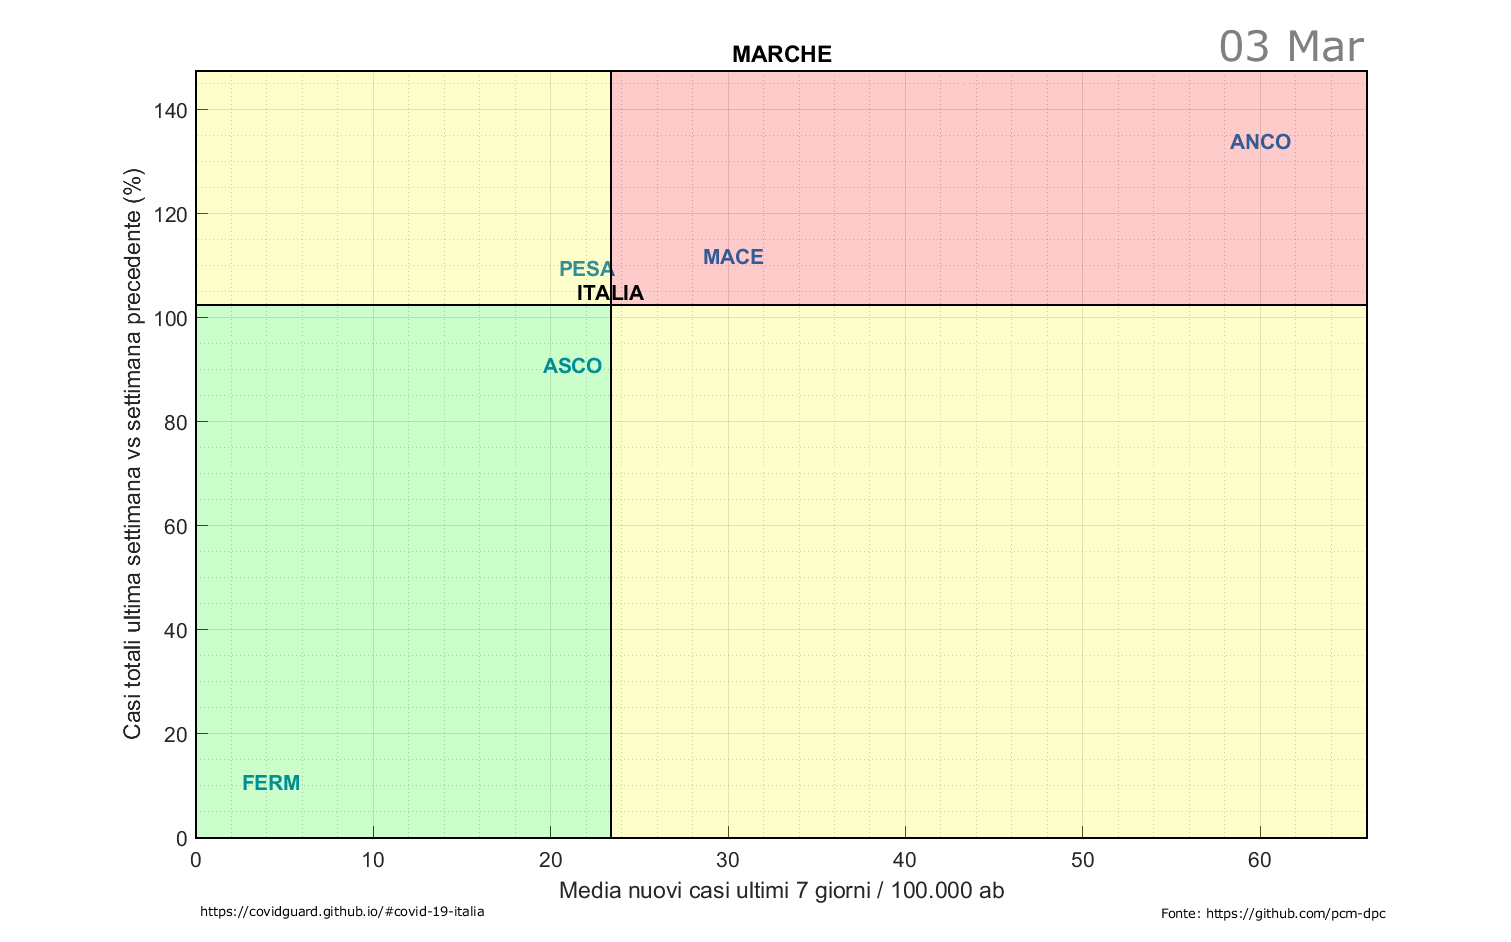 MARCHE
03 Mar
Casi totali ultima settimana vs settimana precedente (%)
140
120
100
80
60
40
20
0
ANCO
MACE
PESA
ITALIA
ASCO
FERM
0 10 20 30 40 50 60
Media nuovi casi ultimi 7 giorni / 100.000 ab
https://covidguard.github.io/#covid-19-italia
Fonte: https://github.com/pcm-dpc